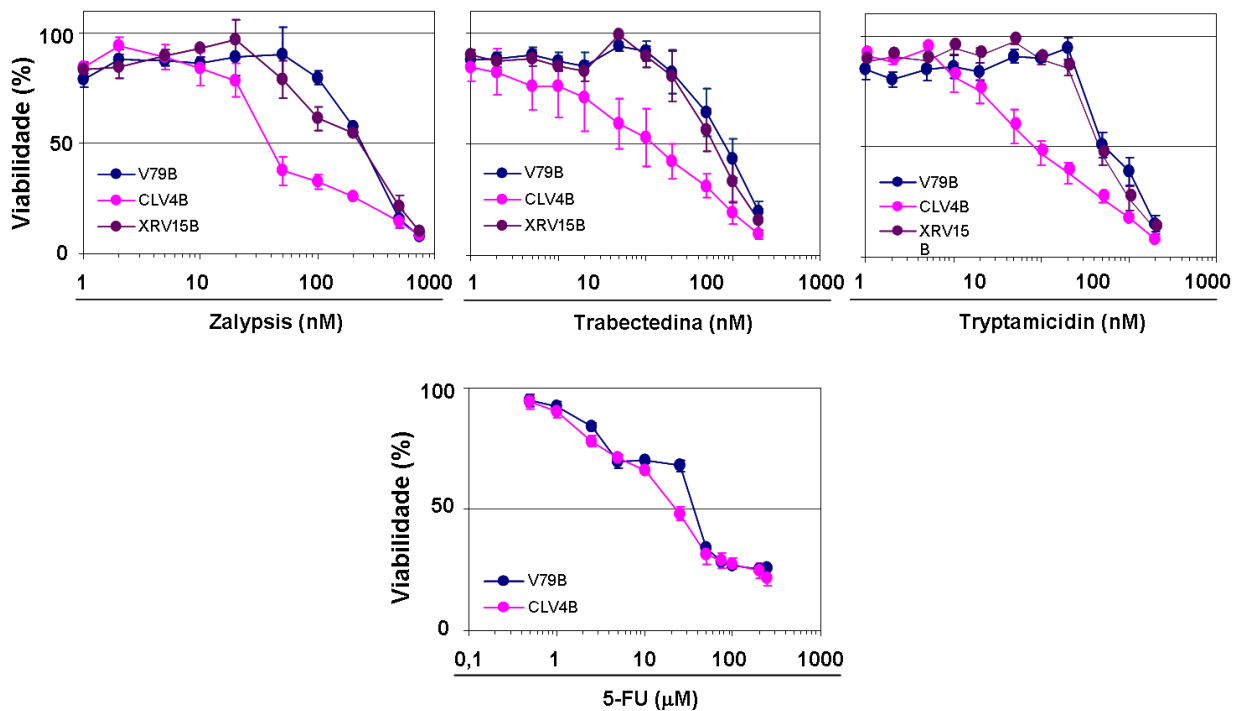 Viabilidade (%)
100
50
0
V79B
CLV4B
XRV15B
1
10
100
1000
Zalypsis (nM)
V79B
CLV4B
XRV15B
1
10
100
1000
Trabectedina (nM)
V79B
CLV4B
XRV15
B
1
10
100
1000
Tryptamicidin (nM)
Viabilidade (%)
100
50
0
V79B
CLV4B
0,1
1
10
100
1000
5-FU (µM)